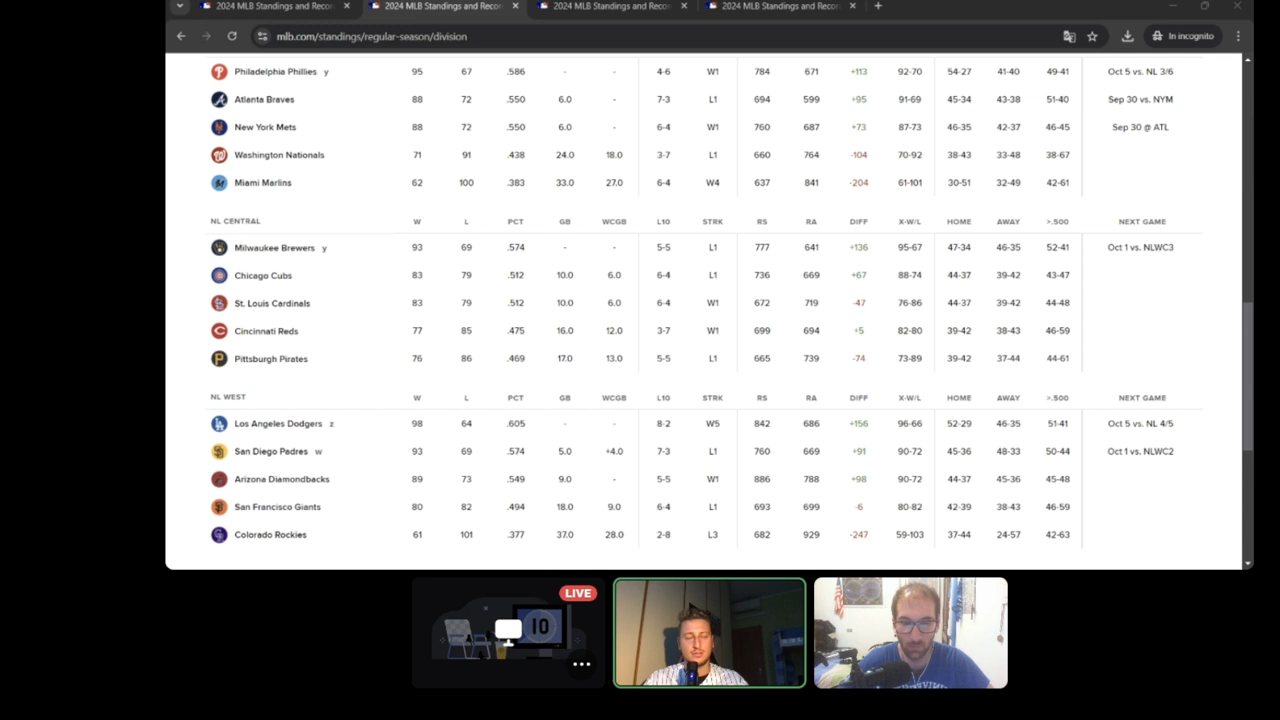 2024 MLB Standings and Recor 2024 MLB Standings and Recor 2024 MLB Standings and Recor 2024 MLB Standings and Recor
mlb.com/standings/regular-season/division In incognito
Philadelphia Phillies y 95 67 .586 - - 4-6 W1 784 671 +113 92-70 54-27 41-40 49-41 Oct 5 vs. NL 3/6
Atlanta Braves 88 72 .550 6.0 - 7-3 L1 694 599 +95 91-69 45-34 43-38 51-40 Sep 30 vs. NYM
New York Mets 88 72 .550 6.0 - 6-4 W1 760 687 +73 87-73 46-35 42-37 46-45 Sep 30 @ ATL
Washington Nationals 71 91 .438 24.0 18.0 3-7 L1 660 764 -104 70-92 38-43 33-48 38-67
Miami Marlins 62 100 .383 33.0 27.0 6-4 W4 637 841 -204 61-101 30-51 32-49 42-61
NL CENTRAL W L PCT GB WCGB L10 STRK RS RA DIFF X-W/L HOME AWAY >.500 NEXT GAME
Milwaukee Brewers y 93 69 .574 - - 5-5 L1 777 641 +136 95-67 47-34 46-35 52-41 Oct 1 vs. NLWC3
Chicago Cubs 83 79 .512 10.0 6.0 6-4 L1 736 669 +67 88-74 44-37 39-42 43-47
St. Louis Cardinals 83 79 .512 10.0 6.0 6-4 W1 672 719 -47 76-86 44-37 39-42 44-48
Cincinnati Reds 77 85 .475 16.0 12.0 3-7 W1 699 694 +5 82-80 39-42 38-43 46-59
Pittsburgh Pirates 76 86 .469 17.0 13.0 5-5 L1 665 739 -74 73-89 39-42 37-44 44-61
NL WEST W L PCT GB WCGB L10 STRK RS RA DIFF X-W/L HOME AWAY >.500 NEXT GAME
Los Angeles Dodgers z 98 64 .605 - - 8-2 W5 842 686 +156 96-66 52-29 46-35 51-41 Oct 5 vs. NL 4/5
San Diego Padres w 93 69 .574 5.0 +4.0 7-3 L1 760 669 +91 90-72 45-36 48-33 50-44 Oct 1 vs. NLWC2
Arizona Diamondbacks 89 73 .549 9.0 - 5-5 W1 886 788 +98 90-72 44-37 45-36 45-48
San Francisco Giants 80 82 .494 18.0 9.0 6-4 L1 693 699 -6 80-82 42-39 38-43 46-59
Colorado Rockies 61 101 .377 37.0 28.0 2-8 L3 682 929 -247 59-103 37-44 24-57 42-63
LIVE
10